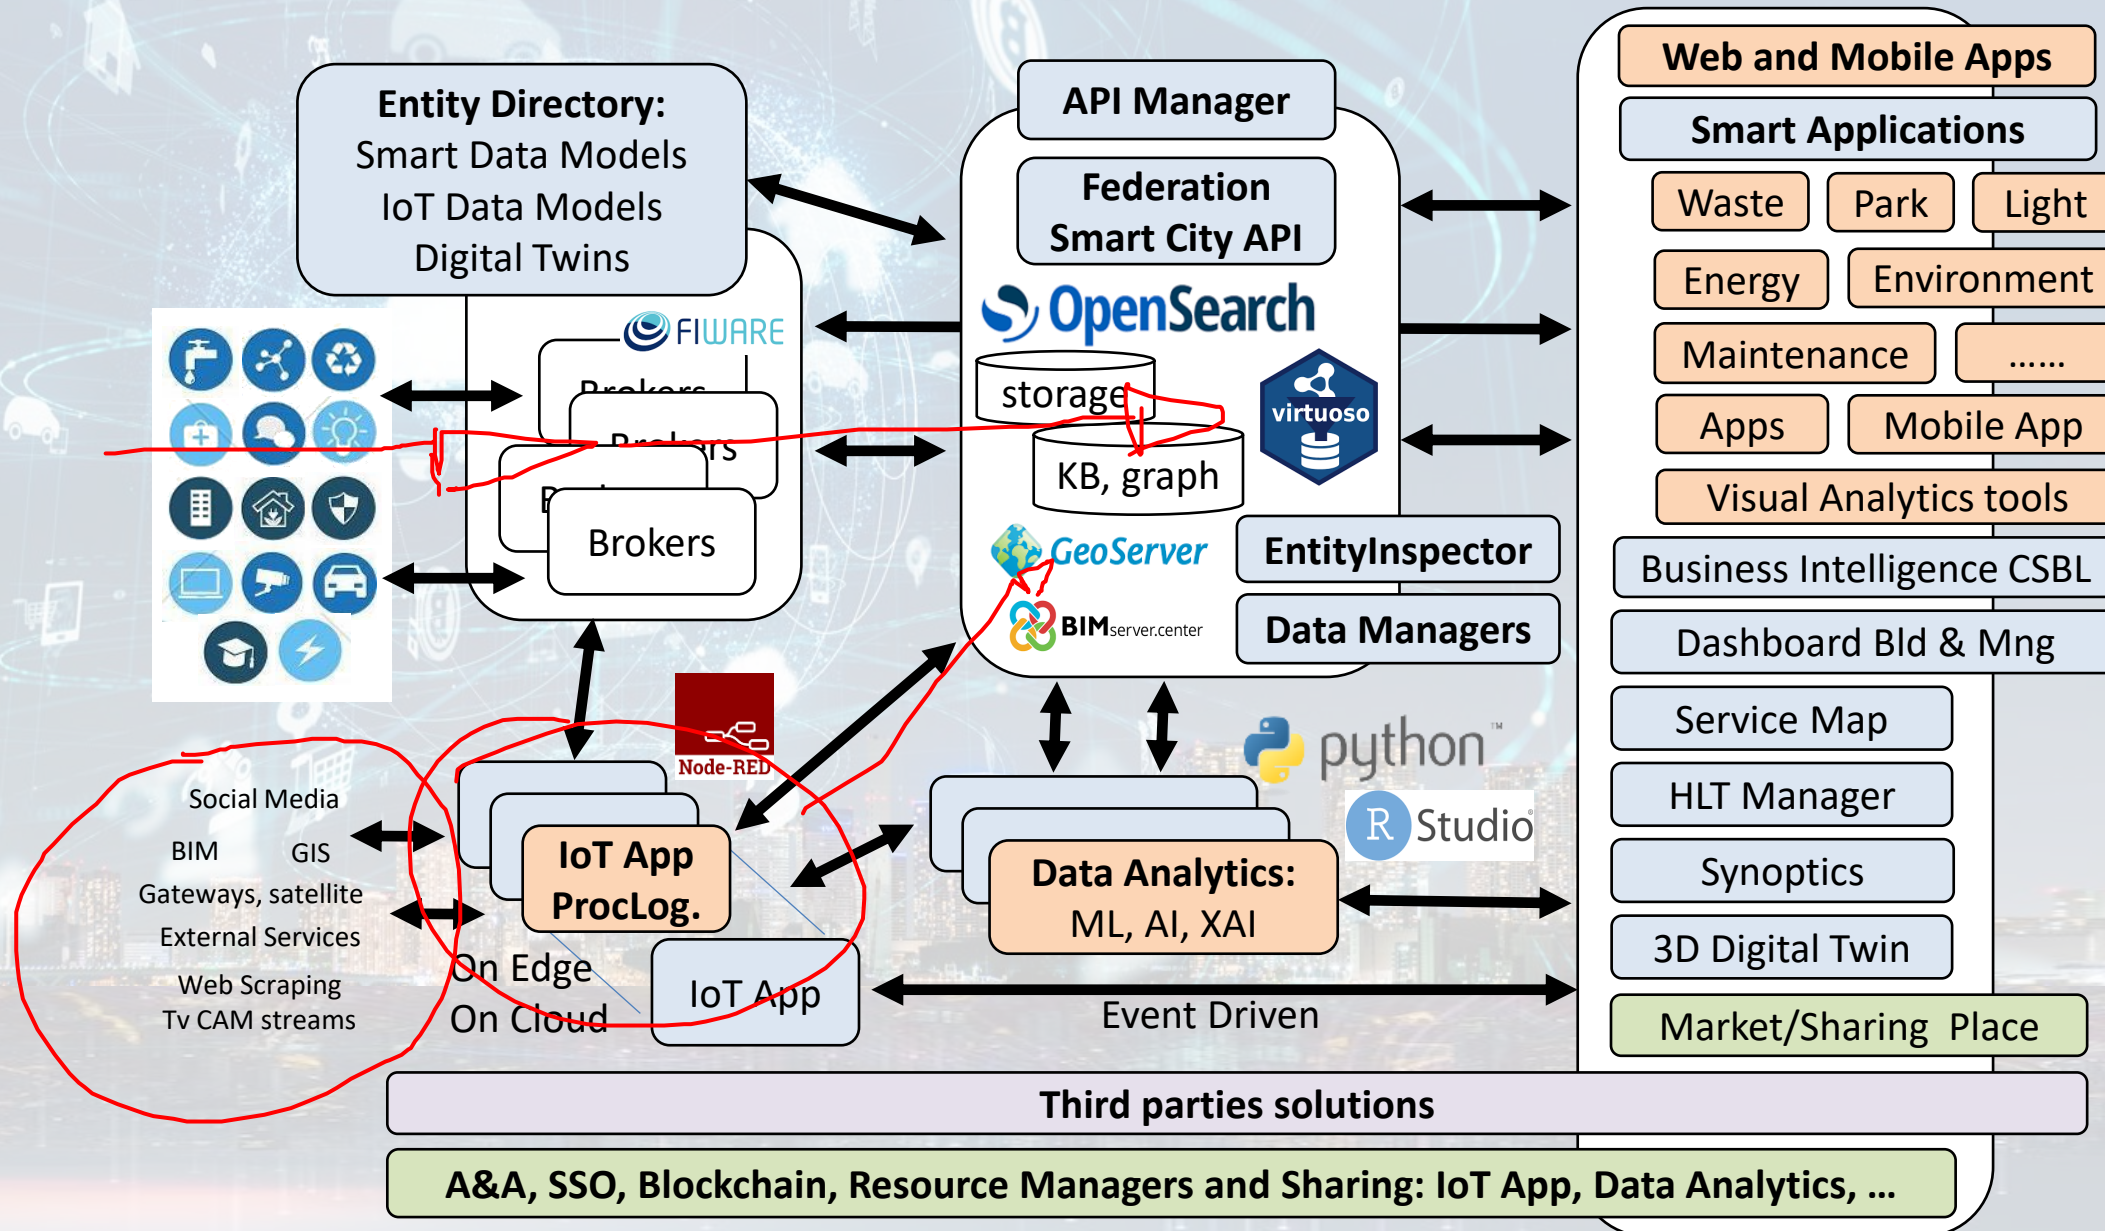 Entity Directory:
Smart Data Models
IoT Data Models
Digital Twins
FIWARE
Brokers
Brokers
Brokers
API Manager
Federation
Smart City API
OpenSearch
storage
KB, graph
virtuoso
GeoServer
BIMserver.center
EntityInspector
Data Managers
Node-RED
Social Media
BIM GIS
Gateways, satellite
External Services
Web Scraping
Tv CAM streams
IoT App
ProcLog.
On Edge
On Cloud
IoT App
python™
R Studio®
Data Analytics:
ML, AI, XAI
Event Driven
Web and Mobile Apps
Smart Applications
Waste Park Light
Energy Environment
Maintenance ......
Apps Mobile App
Visual Analytics tools
Business Intelligence CSBL
Dashboard Bld & Mng
Service Map
HLT Manager
Synoptics
3D Digital Twin
Market/Sharing Place
Third parties solutions
A&A, SSO, Blockchain, Resource Managers and Sharing: IoT App, Data Analytics, ...